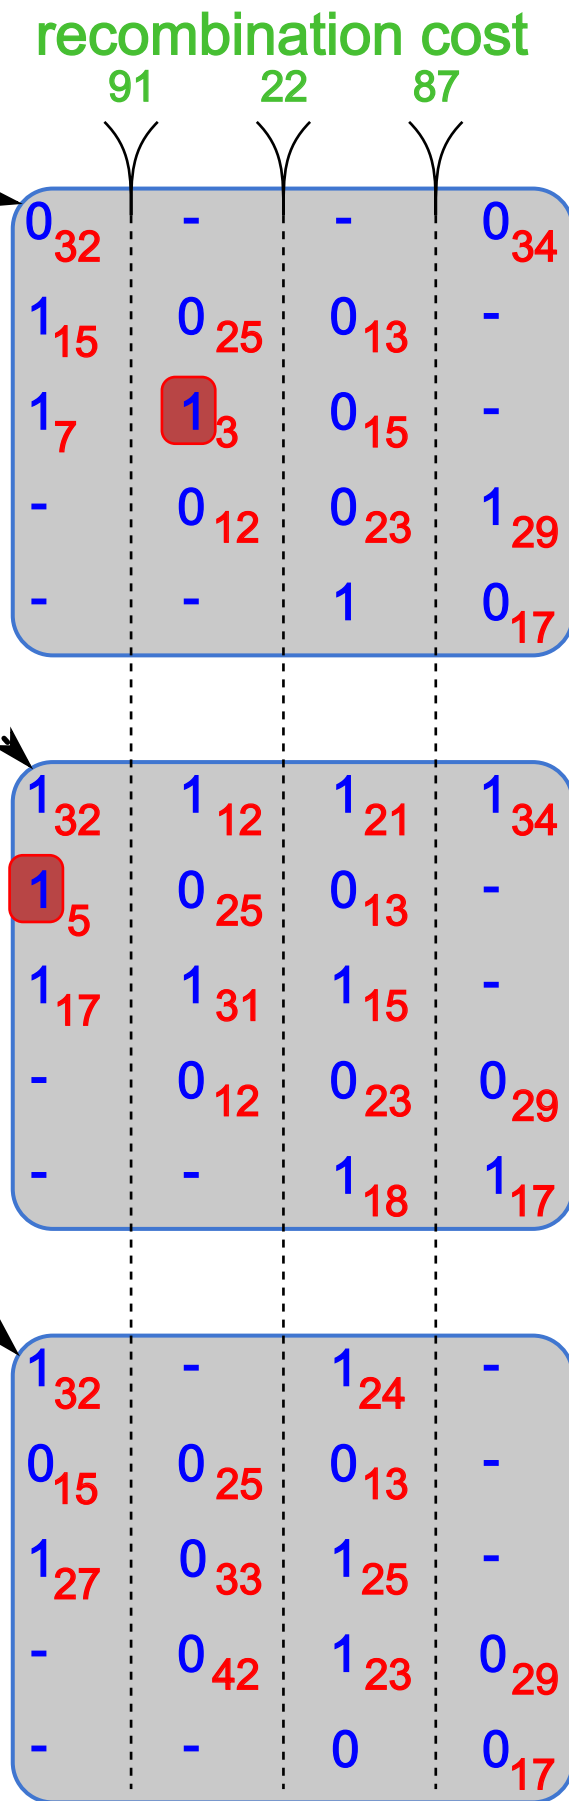 recombination cost
91 22 87
0 32 - - 0 34
1 15 0 25 0 13 -
1 7 1 3 0 15 -
- 0 12 0 23 1 29
- - 1 0 17
1 32 1 12 1 21 1 34
1 5 0 25 0 13 -
1 17 1 31 1 15 -
- 0 12 0 23 0 29
- - 1 18 1 17
1 32 - 1 24 -
0 15 0 25 0 13 -
1 27 0 33 1 25 -
- 0 42 1 23 0 29
- - 0 0 17